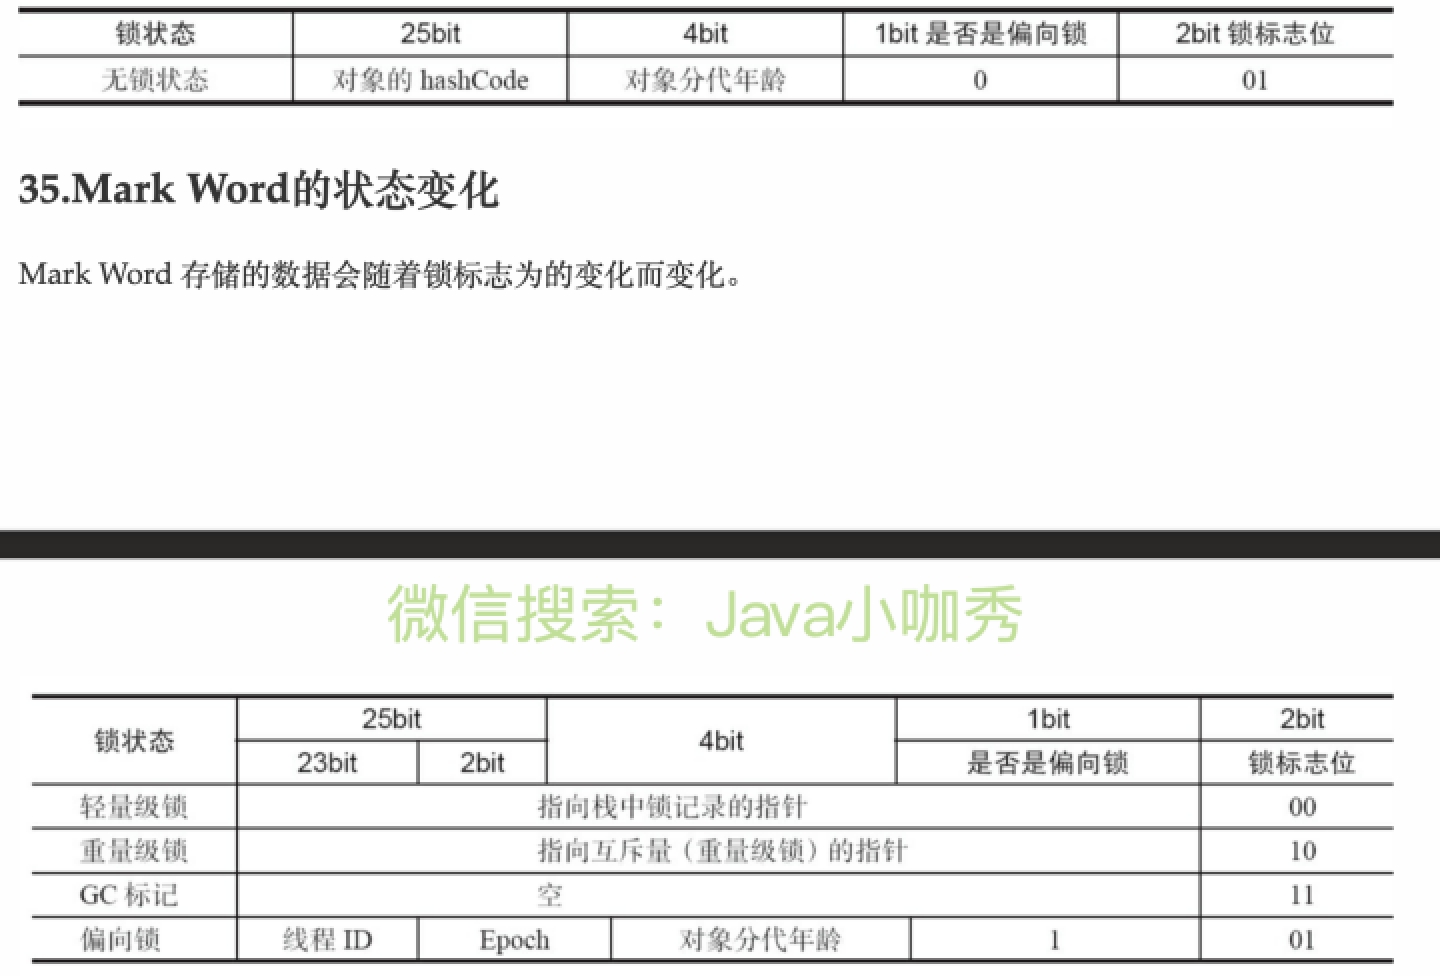 锁状态 25bit 4bit 1bit 是否是偏向锁 2bit 锁标志位
无锁状态 对象的 hashCode 对象分代年龄 0 01
35.Mark Word的状态变化
Mark Word 存储的数据会随着锁标志为的变化而变化。
微信搜索：Java小咖秀
锁状态 25bit 4bit 1bit 2bit
23bit 2bit 是否是偏向锁 锁标志位
轻量级锁 指向栈中锁记录的指针 00
重量级锁 指向互斥量（重量级锁）的指针 10
GC 标记 空 11
偏向锁 线程 ID Epoch 对象分代年龄 1 01